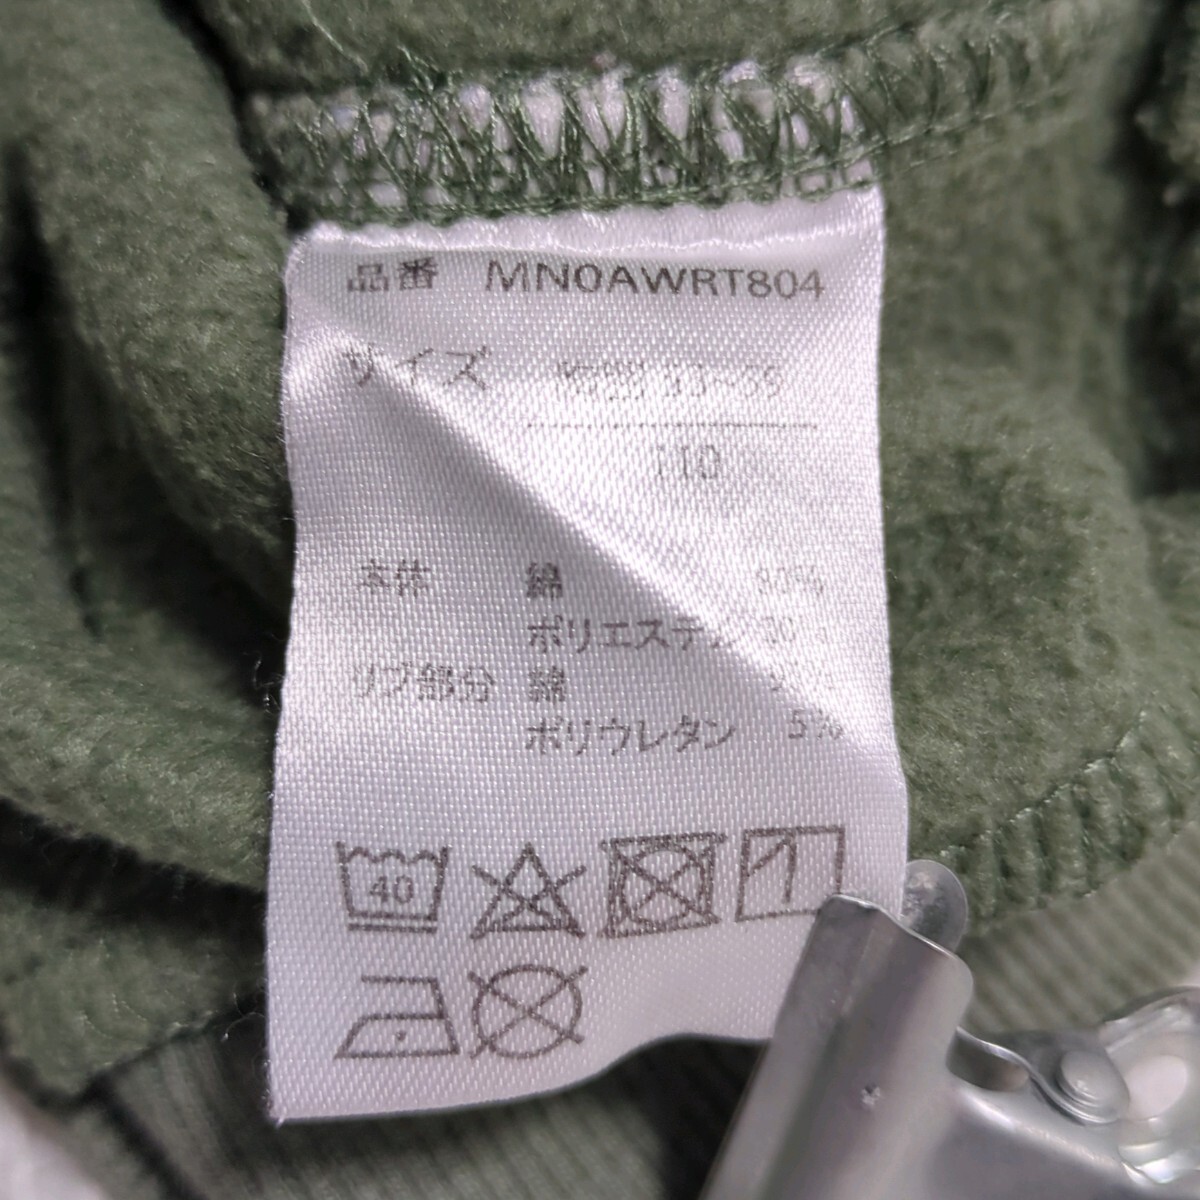 品番 MN0AWRT804
サイズ
110
本体 綿 80%
ポリエステ
リブ部分 綿
ポリウレタン 5%
40